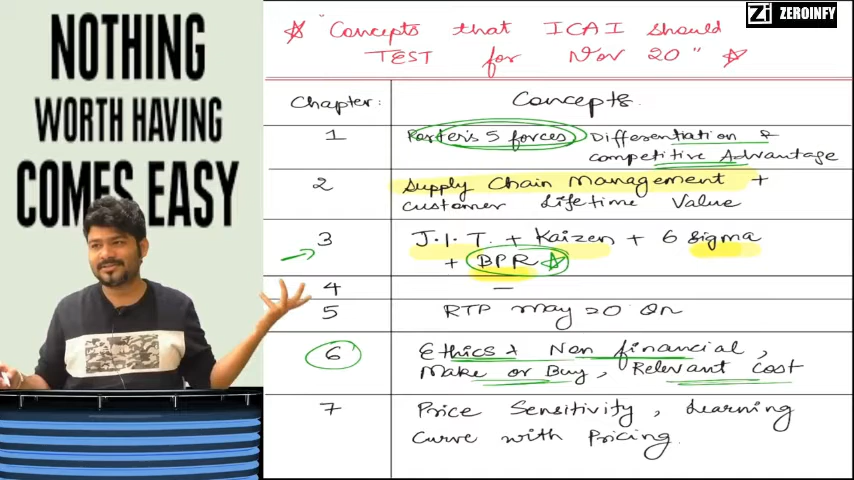 NOTHING
WORTH HAVING
COMES EASY
Zi ZEROINFY
☆ "Concepts that ICAI should
TEST for Nov 20" ☆
Chapter: Concepts.
1 Porter's 5 forces Differentiation &
competitive Advantage
2 Supply Chain Management +
customer Lifetime Value
3 J.I.T. + Kaizen + 6 sigma
+ BPR ☆
4 –
5 RTP May 20 Qn
6 Ethics & Non financial,
Make or Buy, Relevant Cost
7 Price Sensitivity, Learning
Curve with Pricing.